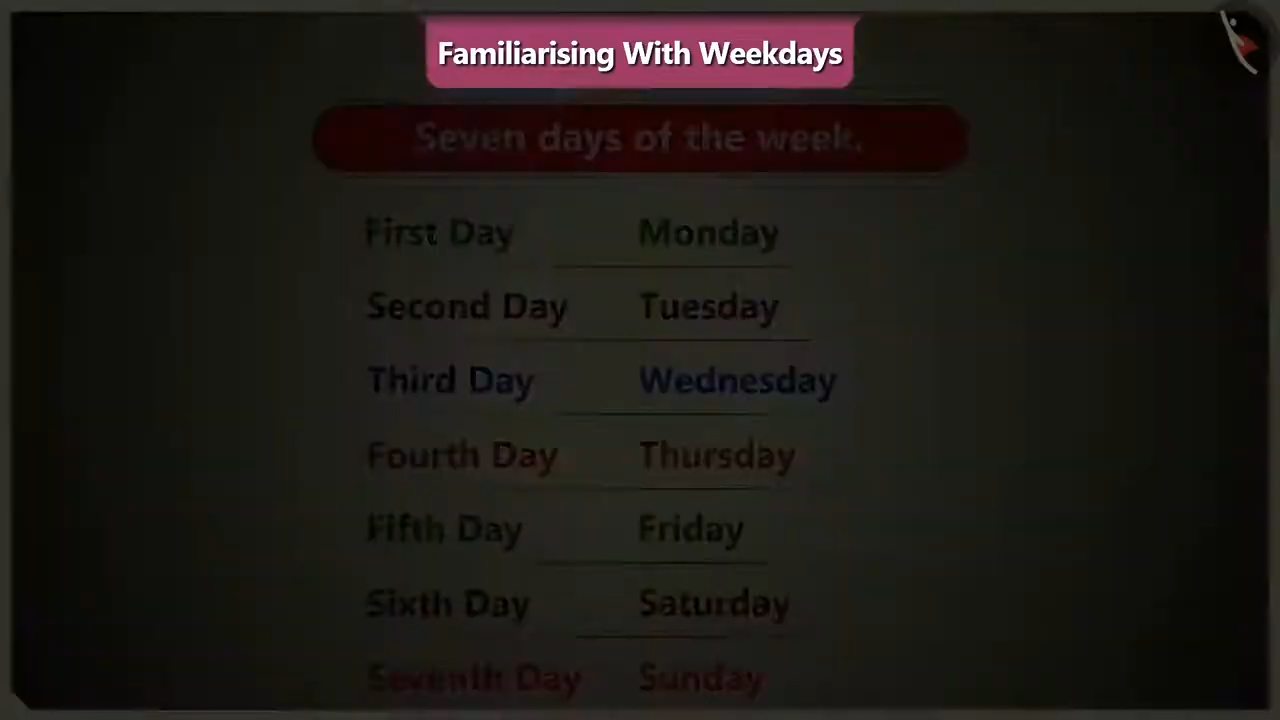 Familiarising With Weekdays
Seven days of the week.
First Day Monday
Second Day Tuesday
Third Day Wednesday
Fourth Day Thursday
Fifth Day Friday
Sixth Day Saturday
Seventh Day Sunday